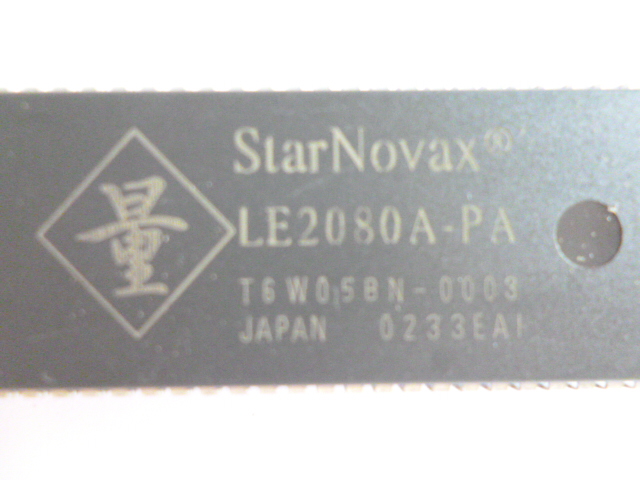 StarNovax®
量
LE2080A-PA
T6W05BN-0003
JAPAN 0233EAI